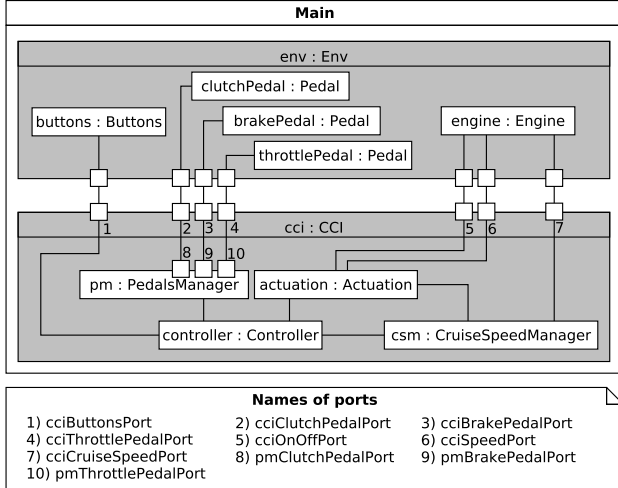 Main
env : Env
clutchPedal : Pedal
buttons : Buttons
brakePedal : Pedal
engine : Engine
throttlePedal : Pedal
1 2 3 4 cci : CCI 5 6 7
8 9 10
pm : PedalsManager
actuation : Actuation
controller : Controller
csm : CruiseSpeedManager
Names of ports
1) cciButtonsPort 2) cciClutchPedalPort 3) cciBrakePedalPort
4) cciThrottlePedalPort 5) cciOnOffPort 6) cciSpeedPort
7) cciCruiseSpeedPort 8) pmClutchPedalPort 9) pmBrakePedalPort
10) pmThrottlePedalPort